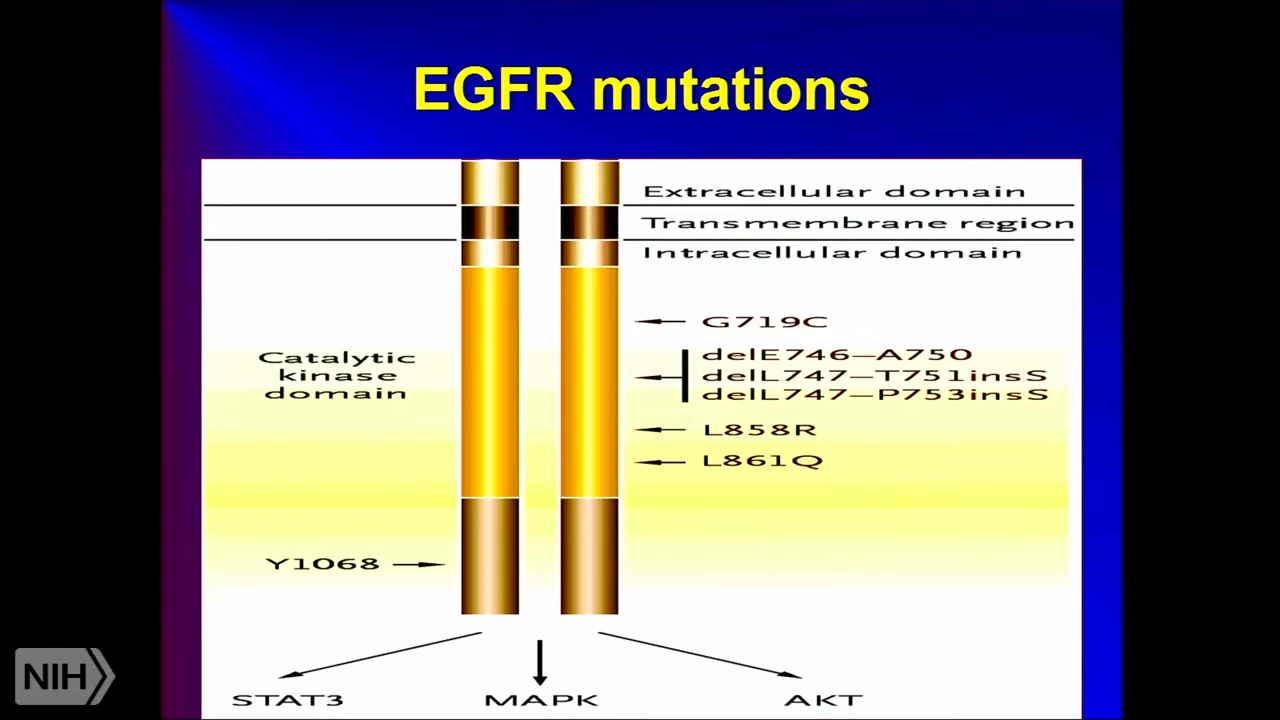 EGFR mutations
Extracellular domain
Transmembrane region
Intracellular domain
G719C
Catalytic
kinase
domain
delE746–A750
delL747–T751insS
delL747–P753insS
L858R
L861Q
Y1068
STAT3
MAPK
AKT
NIH